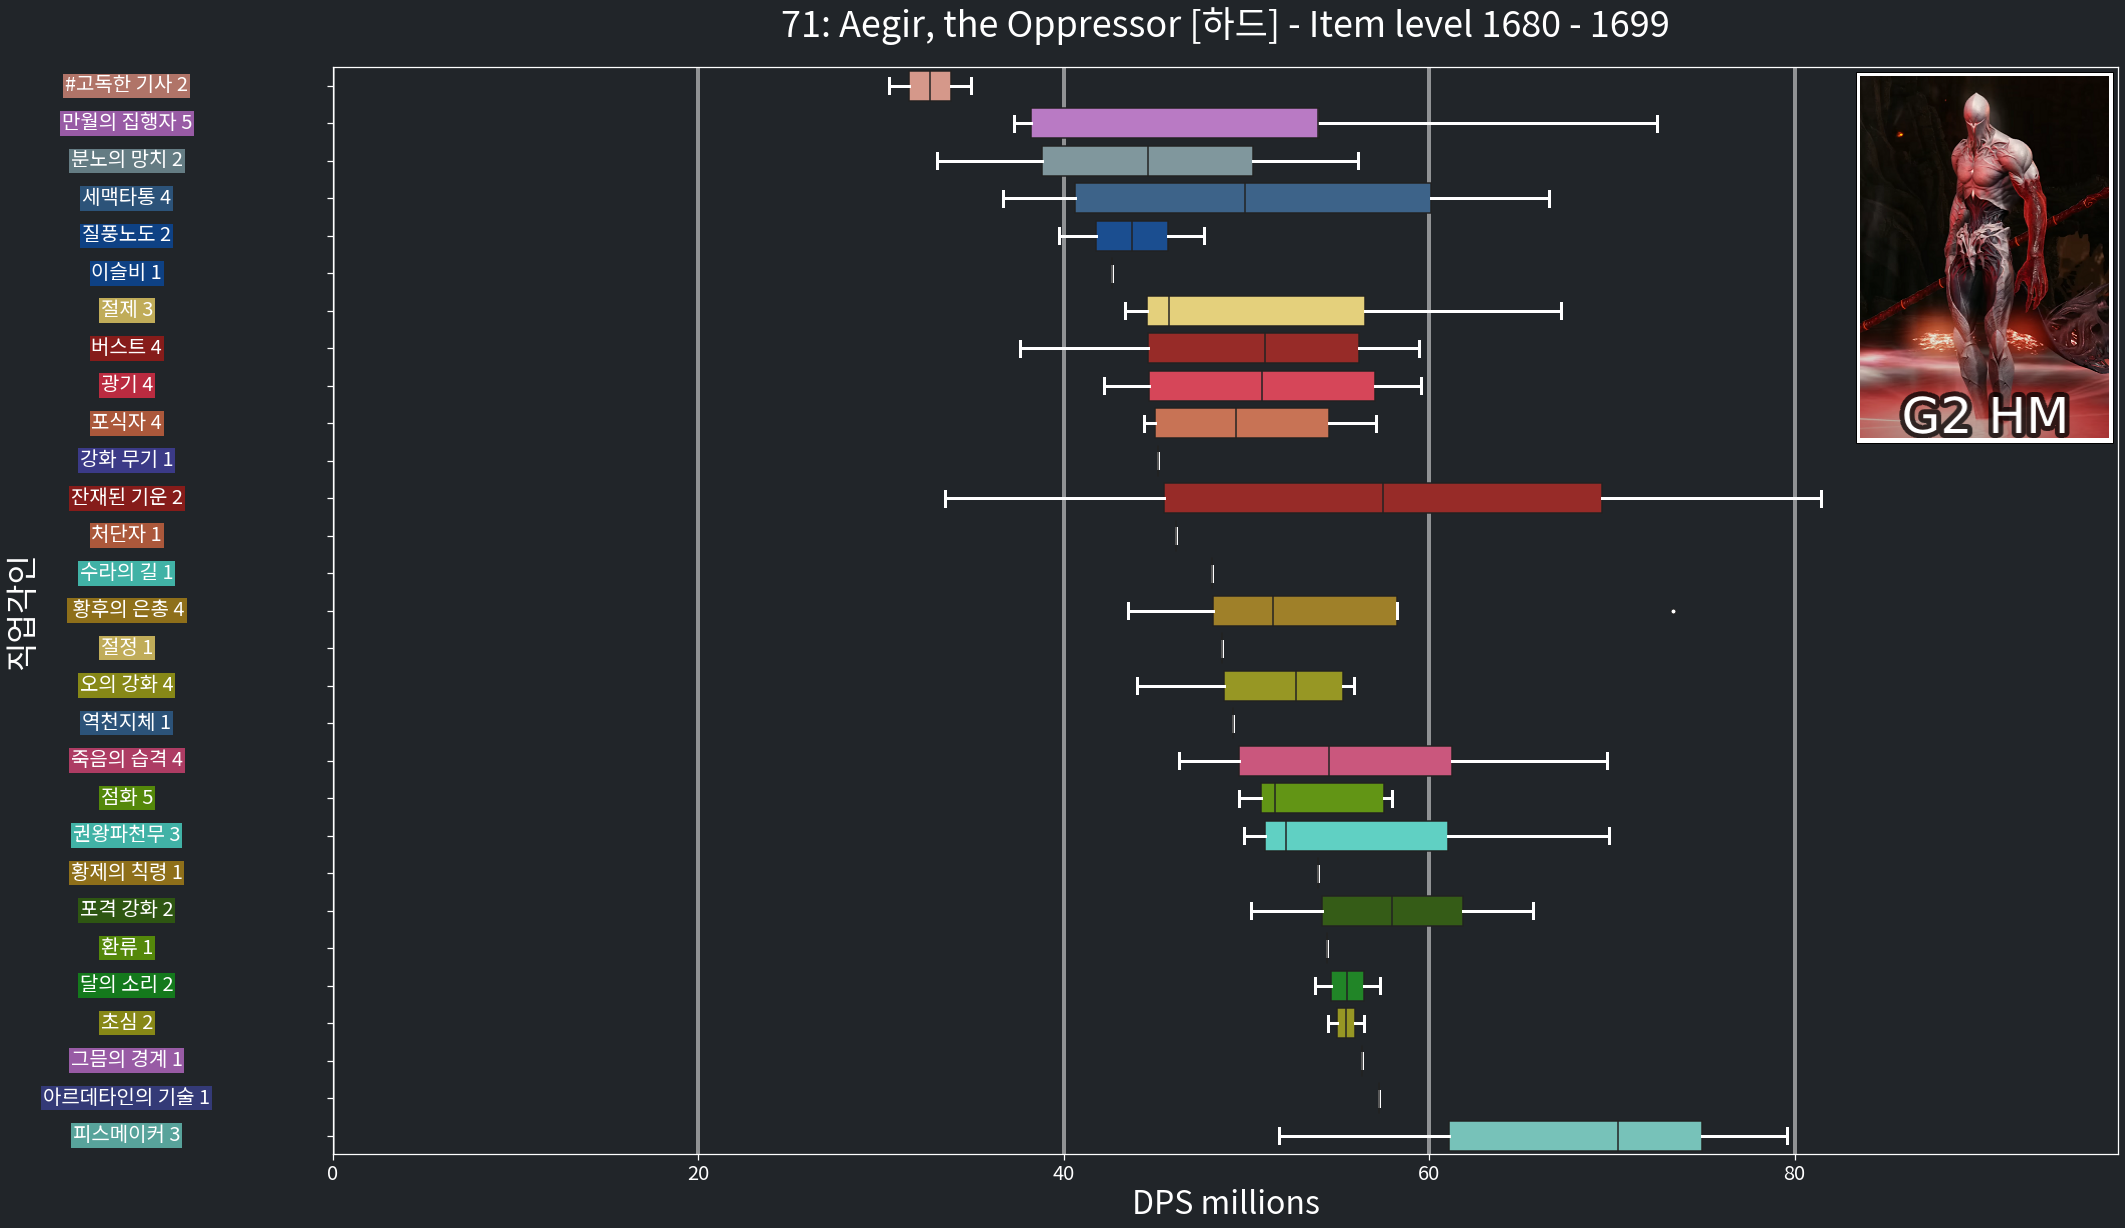 71: Aegir, the Oppressor [하드] - Item level 1680 - 1699
#고독한 기사 2
만월의 집행자 5
분노의 망치 2
세맥타통 4
질풍노도 2
이슬비 1
절제 3
버스트 4
광기 4
포식자 4
강화 무기 1
잔재된 기운 2
처단자 1
수라의 길 1
황후의 은총 4
절정 1
오의 강화 4
역천지체 1
죽음의 습격 4
점화 5
권왕파천무 3
황제의 칙령 1
포격 강화 2
환류 1
달의 소리 2
초심 2
그믐의 경계 1
아르데타인의 기술 1
피스메이커 3
직업각인
G2 HM
0 20 40 60 80
DPS millions